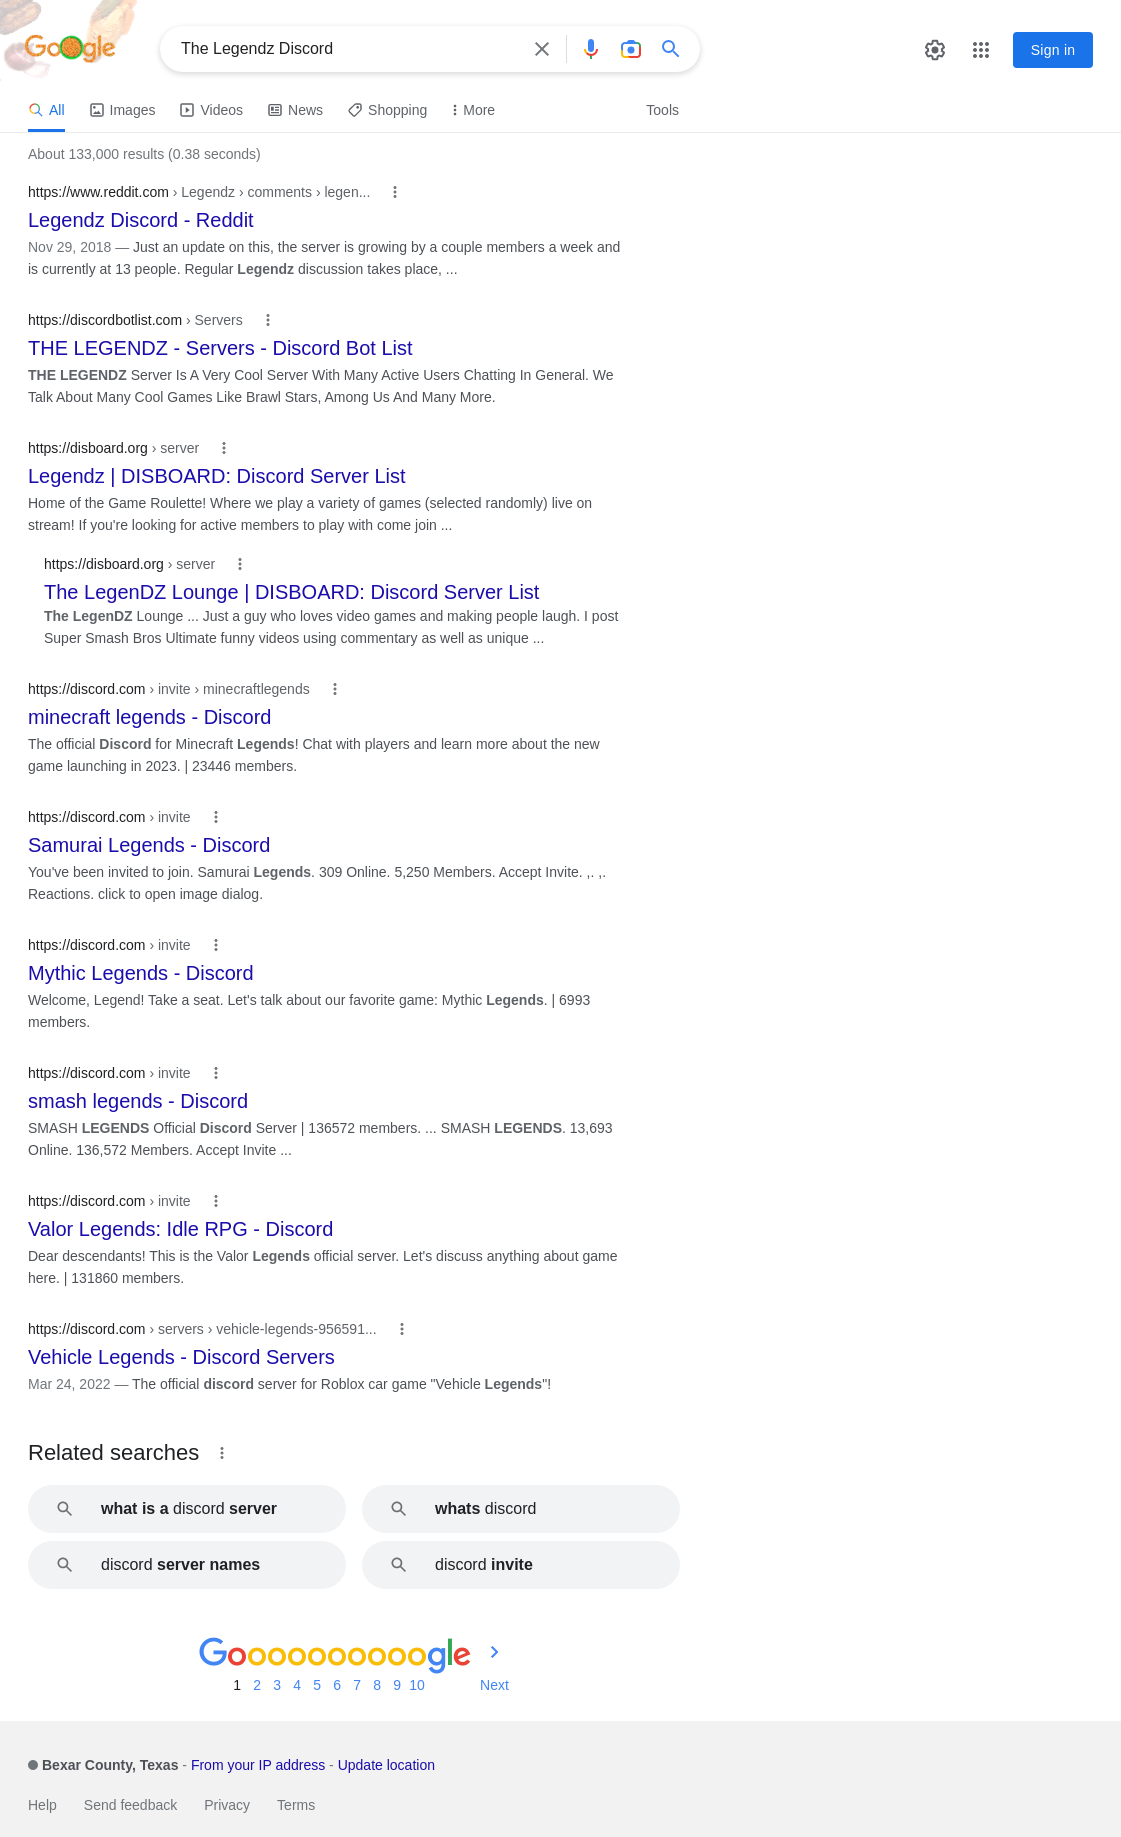 Google
The Legendz Discord
Sign in
All Images Videos News Shopping More Tools
About 133,000 results (0.38 seconds)
https://www.reddit.com › Legendz › comments › legen...
Legendz Discord - Reddit
Nov 29, 2018 — Just an update on this, the server is growing by a couple members a week and
is currently at 13 people. Regular Legendz discussion takes place, ...
https://discordbotlist.com › Servers
THE LEGENDZ - Servers - Discord Bot List
THE LEGENDZ Server Is A Very Cool Server With Many Active Users Chatting In General. We
Talk About Many Cool Games Like Brawl Stars, Among Us And Many More.
https://disboard.org › server
Legendz | DISBOARD: Discord Server List
Home of the Game Roulette! Where we play a variety of games (selected randomly) live on
stream! If you're looking for active members to play with come join ...
https://disboard.org › server
The LegenDZ Lounge | DISBOARD: Discord Server List
The LegenDZ Lounge ... Just a guy who loves video games and making people laugh. I post
Super Smash Bros Ultimate funny videos using commentary as well as unique ...
https://discord.com › invite › minecraftlegends
minecraft legends - Discord
The official Discord for Minecraft Legends! Chat with players and learn more about the new
game launching in 2023. | 23446 members.
https://discord.com › invite
Samurai Legends - Discord
You've been invited to join. Samurai Legends. 309 Online. 5,250 Members. Accept Invite. ,. ,.
Reactions. click to open image dialog.
https://discord.com › invite
Mythic Legends - Discord
Welcome, Legend! Take a seat. Let's talk about our favorite game: Mythic Legends. | 6993
members.
https://discord.com › invite
smash legends - Discord
SMASH LEGENDS Official Discord Server | 136572 members. ... SMASH LEGENDS. 13,693
Online. 136,572 Members. Accept Invite ...
https://discord.com › invite
Valor Legends: Idle RPG - Discord
Dear descendants! This is the Valor Legends official server. Let's discuss anything about game
here. | 131860 members.
https://discord.com › servers › vehicle-legends-956591...
Vehicle Legends - Discord Servers
Mar 24, 2022 — The official discord server for Roblox car game "Vehicle Legends"!
Related searches
what is a discord server
whats discord
discord server names
discord invite
Goooooooooogle
1 2 3 4 5 6 7 8 9 10 Next
Bexar County, Texas - From your IP address - Update location
Help Send feedback Privacy Terms